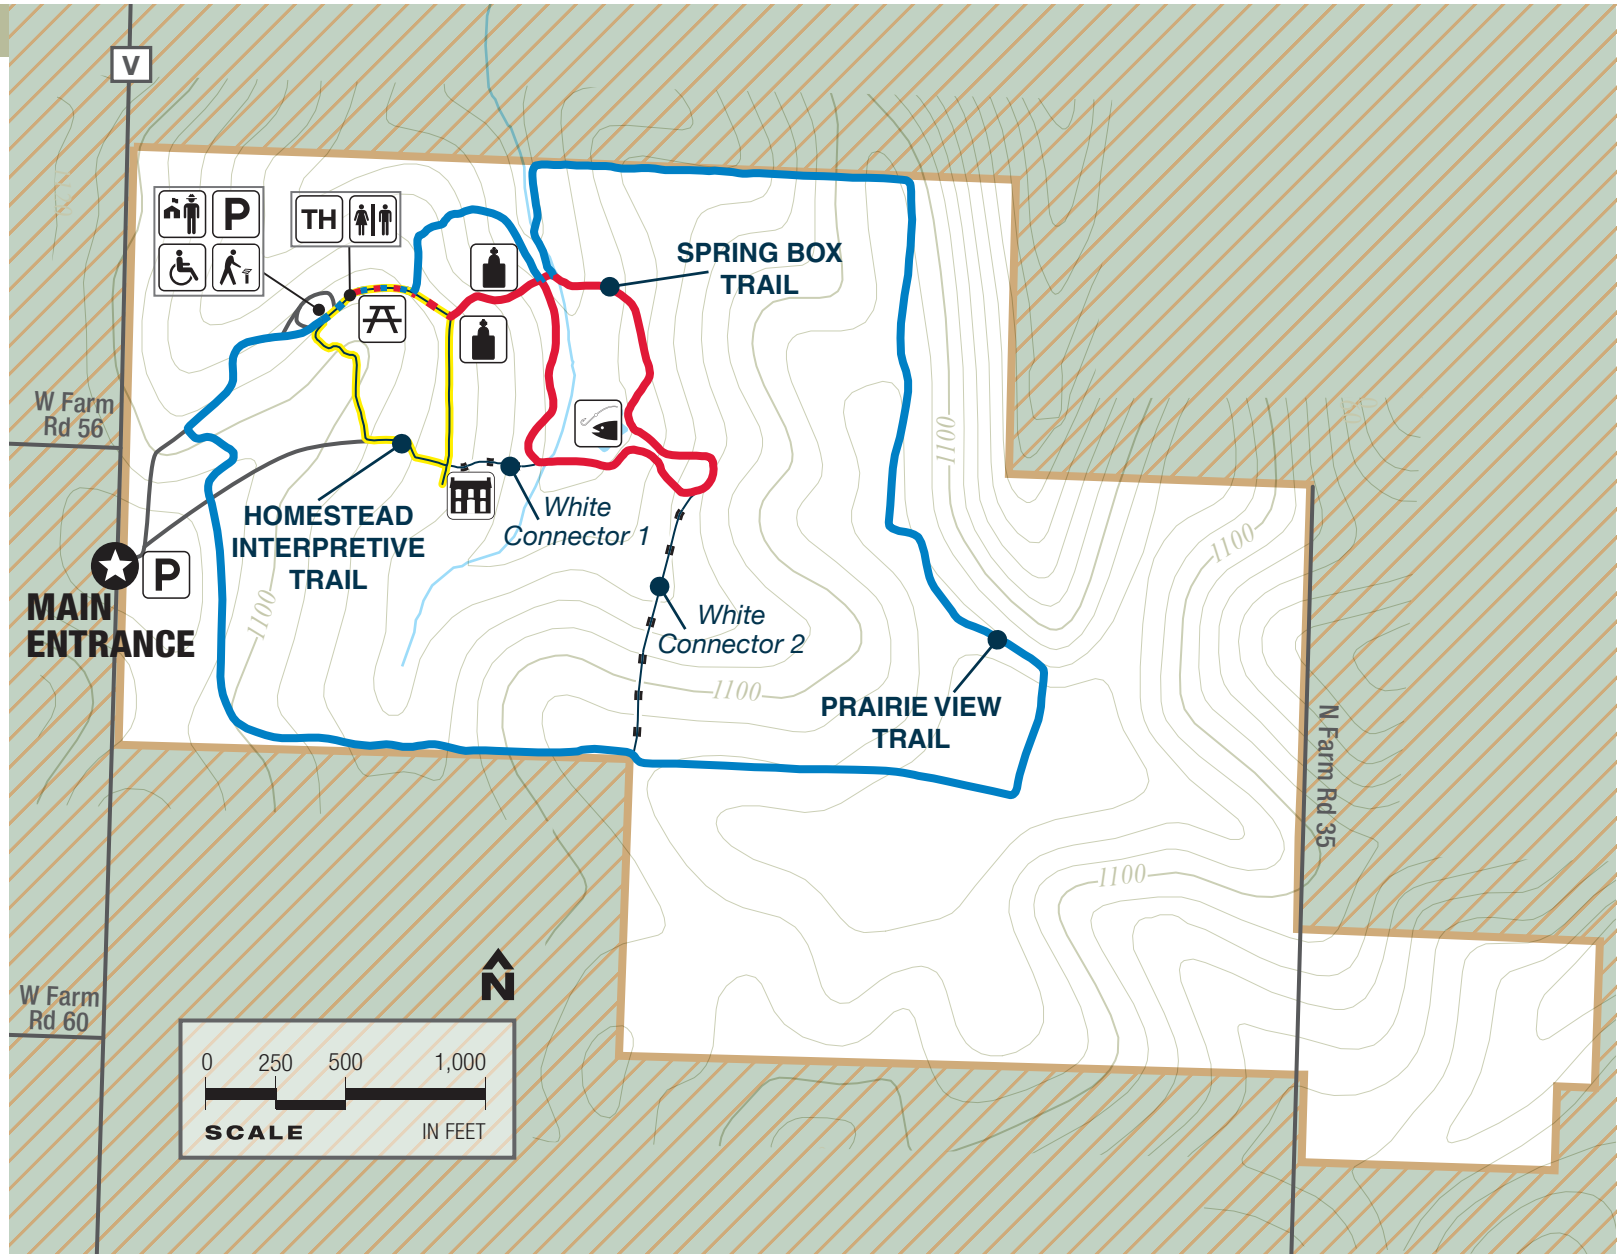 V
P
TH
SPRING BOX
TRAIL
W Farm
Rd 56
1100
HOMESTEAD
INTERPRETIVE
TRAIL
White
Connector 1
1100
P
MAIN
ENTRANCE
1100
White
Connector 2
1100
PRAIRIE VIEW
TRAIL
N Farm Rd 35
1100
W Farm
Rd 60
N
0 250 500 1,000
SCALE IN FEET